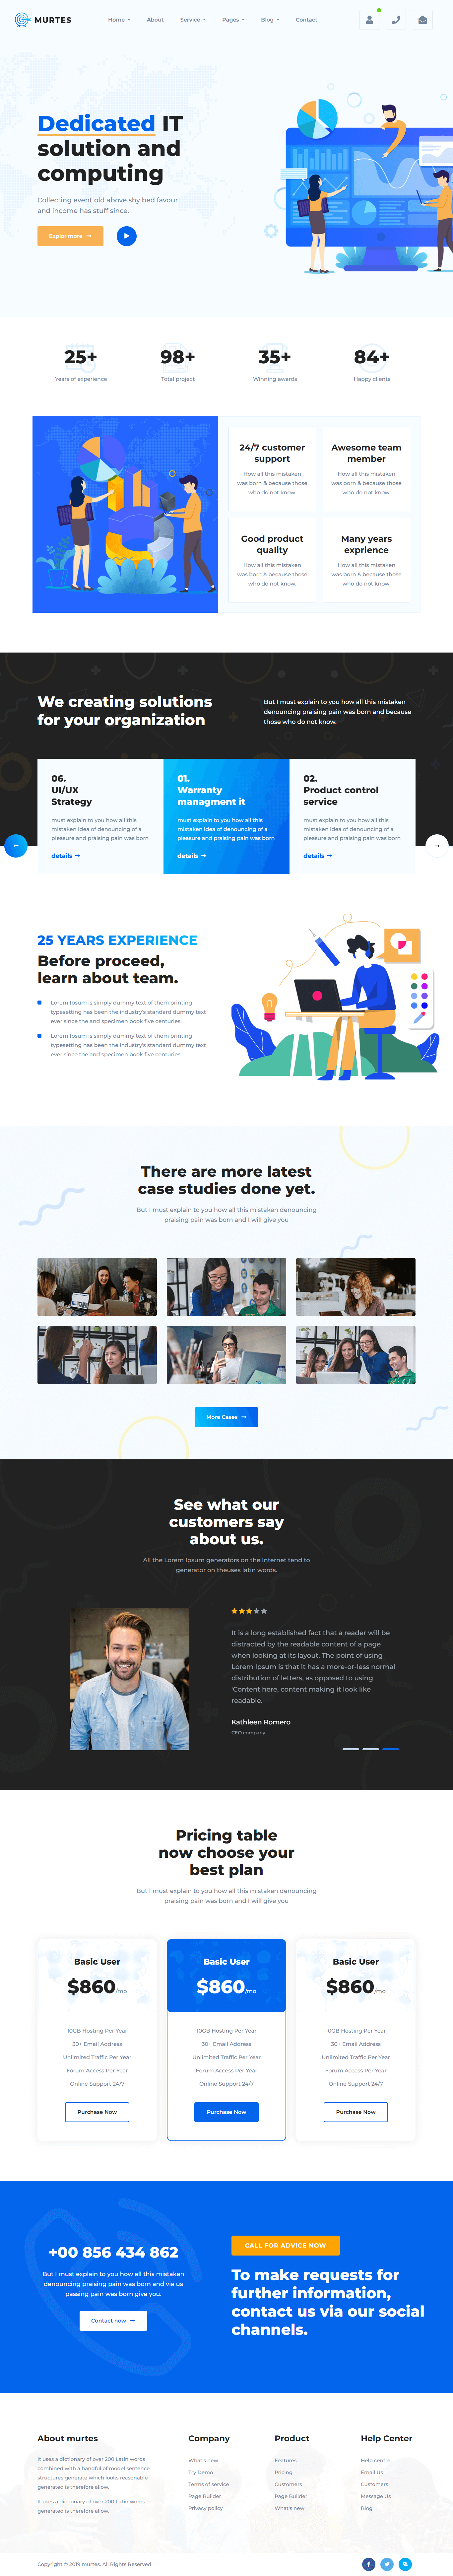 MURTES
Home
About
Service
Pages
Blog
Contact
Dedicated IT
solution and
computing
Collecting event old above shy bed favour
and income has stuff since.
Explor more
25+
Years of experience
98+
Total project
35+
Winning awards
84+
Happy clients
24/7 customer
support
How all this mistaken
was born & because those
who do not know.
Awesome team
member
How all this mistaken
was born & because those
who do not know.
Good product
quality
How all this mistaken
was born & because those
who do not know.
Many years
exprience
How all this mistaken
was born & because those
who do not know.
We creating solutions
for your organization
But I must explain to you how all this mistaken
denouncing praising pain was born and because
those who do not know.
06.
UI/UX
Strategy
must explain to you how all this
mistaken idea of denouncing of a
pleasure and praising pain was born
details
01.
Warranty
managment it
must explain to you how all this
mistaken idea of denouncing of a
pleasure and praising pain was born
details
02.
Product control
service
must explain to you how all this
mistaken idea of denouncing of a
pleasure and praising pain was born
details
25 YEARS EXPERIENCE
Before proceed,
learn about team.
Lorem Ipsum is simply dummy text of them printing
typesetting has been the industry's standard dummy text
ever since the and specimen book five centuries.
Lorem Ipsum is simply dummy text of them printing
typesetting has been the industry's standard dummy text
ever since the and specimen book five centuries.
There are more latest
case studies done yet.
But I must explain to you how all this mistaken denouncing
praising pain was born and I will give you
More Cases
See what our
customers say
about us.
All the Lorem Ipsum generators on the Internet tend to
generator on theuses latin words.
It is a long established fact that a reader will be
distracted by the readable content of a page
when looking at its layout. The point of using
Lorem Ipsum is that it has a more-or-less normal
distribution of letters, as opposed to using
'Content here, content making it look like
readable.
Kathleen Romero
CEO company
Pricing table
now choose your
best plan
But I must explain to you how all this mistaken denouncing
praising pain was born and I will give you
Basic User
$860/mo
10GB Hosting Per Year
30+ Email Address
Unlimited Traffic Per Year
Forum Access Per Year
Online Support 24/7
Purchase Now
Basic User
$860/mo
10GB Hosting Per Year
30+ Email Address
Unlimited Traffic Per Year
Forum Access Per Year
Online Support 24/7
Purchase Now
Basic User
$860/mo
10GB Hosting Per Year
30+ Email Address
Unlimited Traffic Per Year
Forum Access Per Year
Online Support 24/7
Purchase Now
+00 856 434 862
But I must explain to you how all this mistaken
denouncing praising pain was born and via us
passing pain was born give you.
Contact now
CALL FOR ADVICE NOW
To make requests for
further information,
contact us via our social
channels.
About murtes
It uses a dictionary of over 200 Latin words
combined with a handful of model sentence
structures generate which looks reasonable
generated is therefore allow.
It uses a dictionary of over 200 Latin words
generated is therefore allow.
Company
What's new
Try Demo
Terms of service
Page Builder
Privacy policy
Product
Features
Pricing
Customers
Page Builder
What's new
Help Center
Help centre
Email Us
Customers
Message Us
Blog
Copyright © 2019 murtes. All Rights Reserved